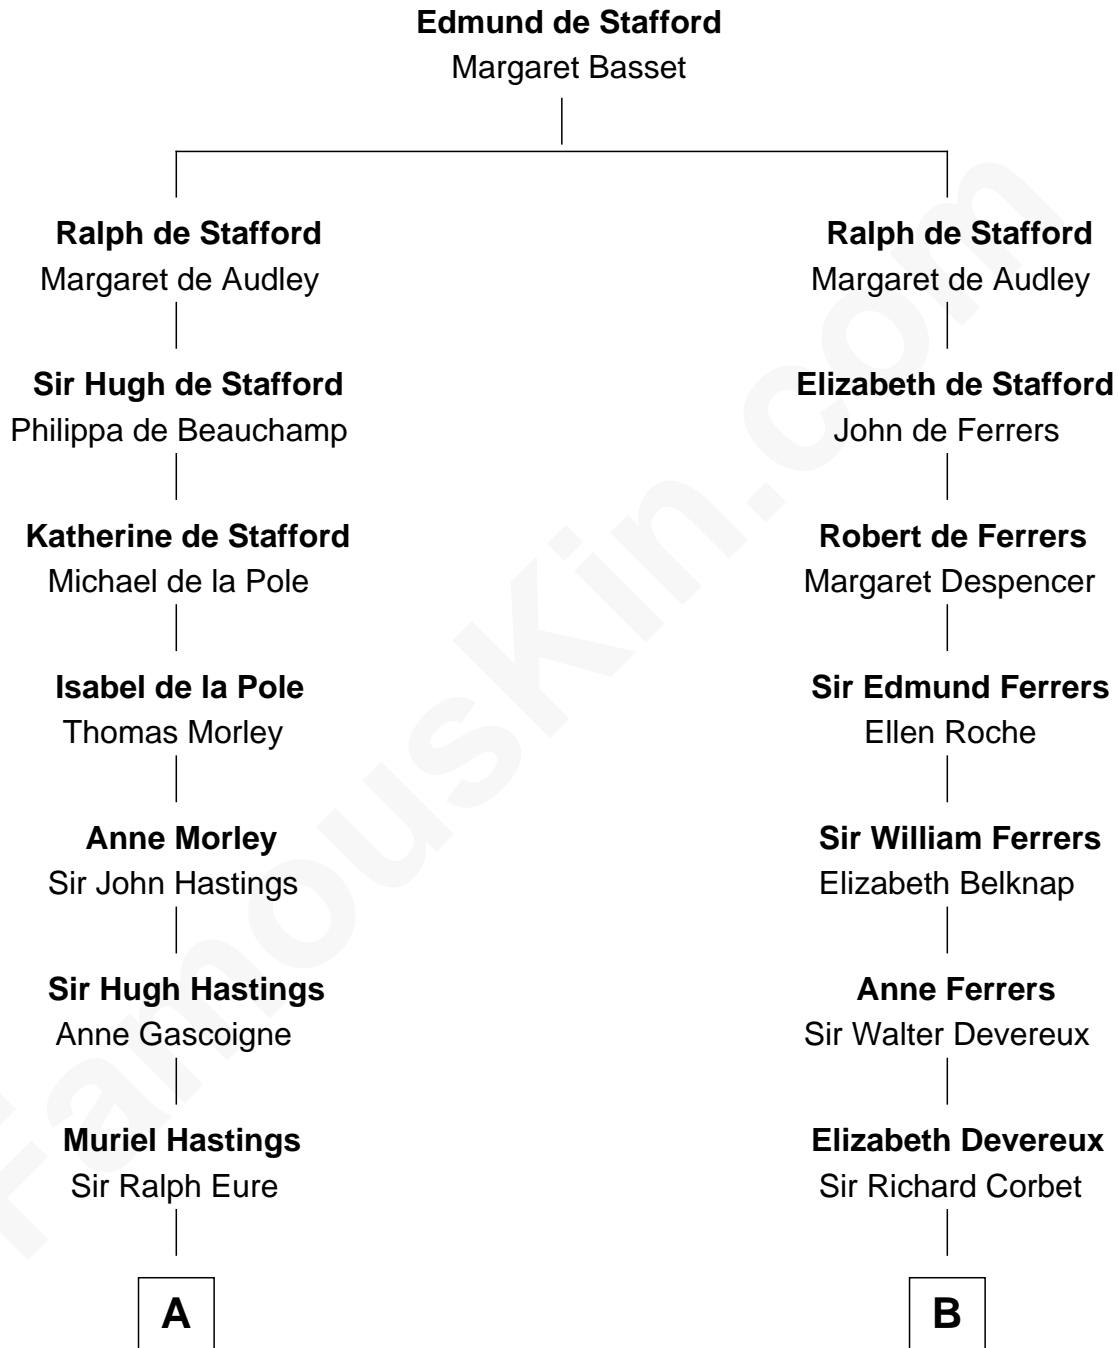 Edmund de Stafford
Margaret Basset
Ralph de Stafford
Margaret de Audley
Sir Hugh de Stafford
Philippa de Beauchamp
Katherine de Stafford
Michael de la Pole
Isabel de la Pole
Thomas Morley
Anne Morley
Sir John Hastings
Sir Hugh Hastings
Anne Gascoigne
Muriel Hastings
Sir Ralph Eure
A
Ralph de Stafford
Margaret de Audley
Elizabeth de Stafford
John de Ferrers
Robert de Ferrers
Margaret Despencer
Sir Edmund Ferrers
Ellen Roche
Sir William Ferrers
Elizabeth Belknap
Anne Ferrers
Sir Walter Devereux
Elizabeth Devereux
Sir Richard Corbet
B
FamousKin.com